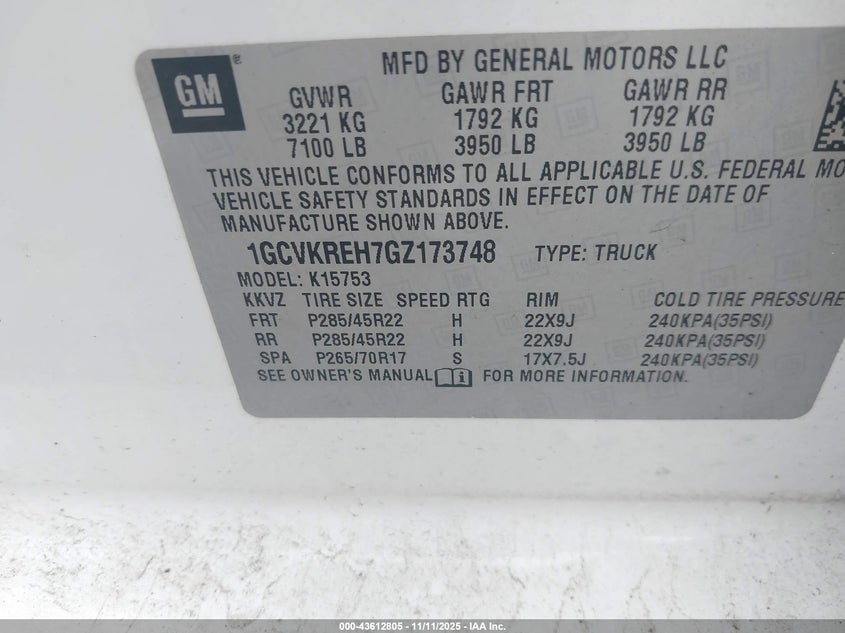 GM®
MFD BY GENERAL MOTORS LLC
GVWR GAWR FRT GAWR RR
3221 KG 1792 KG 1792 KG
7100 LB 3950 LB 3950 LB
THIS VEHICLE CONFORMS TO ALL APPLICABLE U.S. FEDERAL MO
VEHICLE SAFETY STANDARDS IN EFFECT ON THE DATE OF
MANUFACTURE SHOWN ABOVE.
1GCVKREH7GZ173748 TYPE: TRUCK
MODEL: K15753
KKVZ TIRE SIZE SPEED RTG RIM COLD TIRE PRESSURE
FRT P285/45R22 H 22X9J 240KPA(35PSI)
RR P285/45R22 H 22X9J 240KPA(35PSI)
SPA P265/70R17 S 17X7.5J 240KPA(35PSI)
SEE OWNER'S MANUAL FOR MORE INFORMATION.
000-43612805 - 11/11/2025 - IAA Inc.